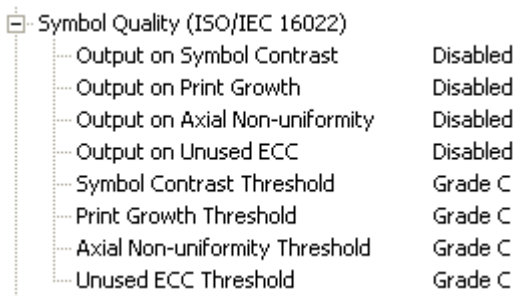 Symbol Quality (ISO/IEC 16022)
Output on Symbol Contrast Disabled
Output on Print Growth Disabled
Output on Axial Non-uniformity Disabled
Output on Unused ECC Disabled
Symbol Contrast Threshold Grade C
Print Growth Threshold Grade C
Axial Non-uniformity Threshold Grade C
Unused ECC Threshold Grade C